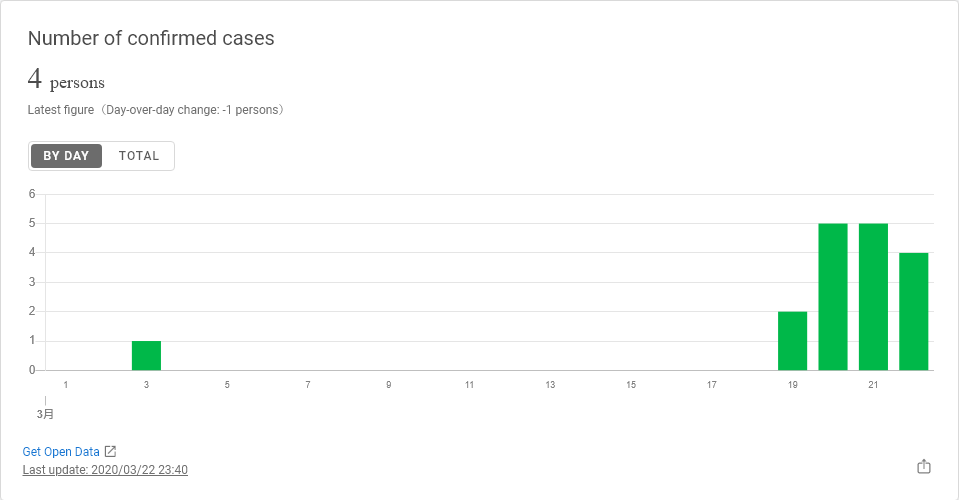 Number of confirmed cases
4 persons
Latest figure（Day-over-day change: -1 persons）
BY DAY TOTAL
6
5
4
3
2
1
0
1 3 5 7 9 11 13 15 17 19 21
3月
Get Open Data
Last update: 2020/03/22 23:40